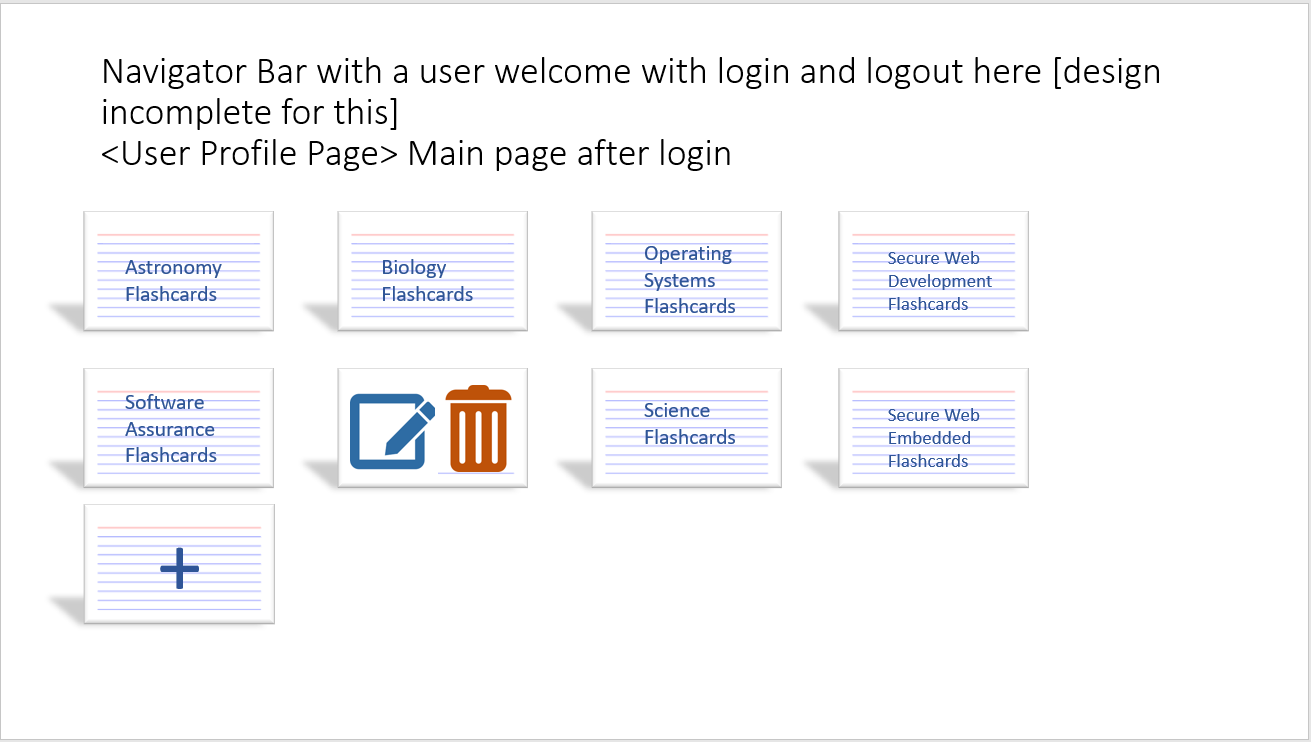 Navigator Bar with a user welcome with login and logout here [design
incomplete for this]
<User Profile Page> Main page after login
Astronomy
Flashcards
Biology
Flashcards
Operating
Systems
Flashcards
Secure Web
Development
Flashcards
Software
Assurance
Flashcards
Science
Flashcards
Secure Web
Embedded
Flashcards
+